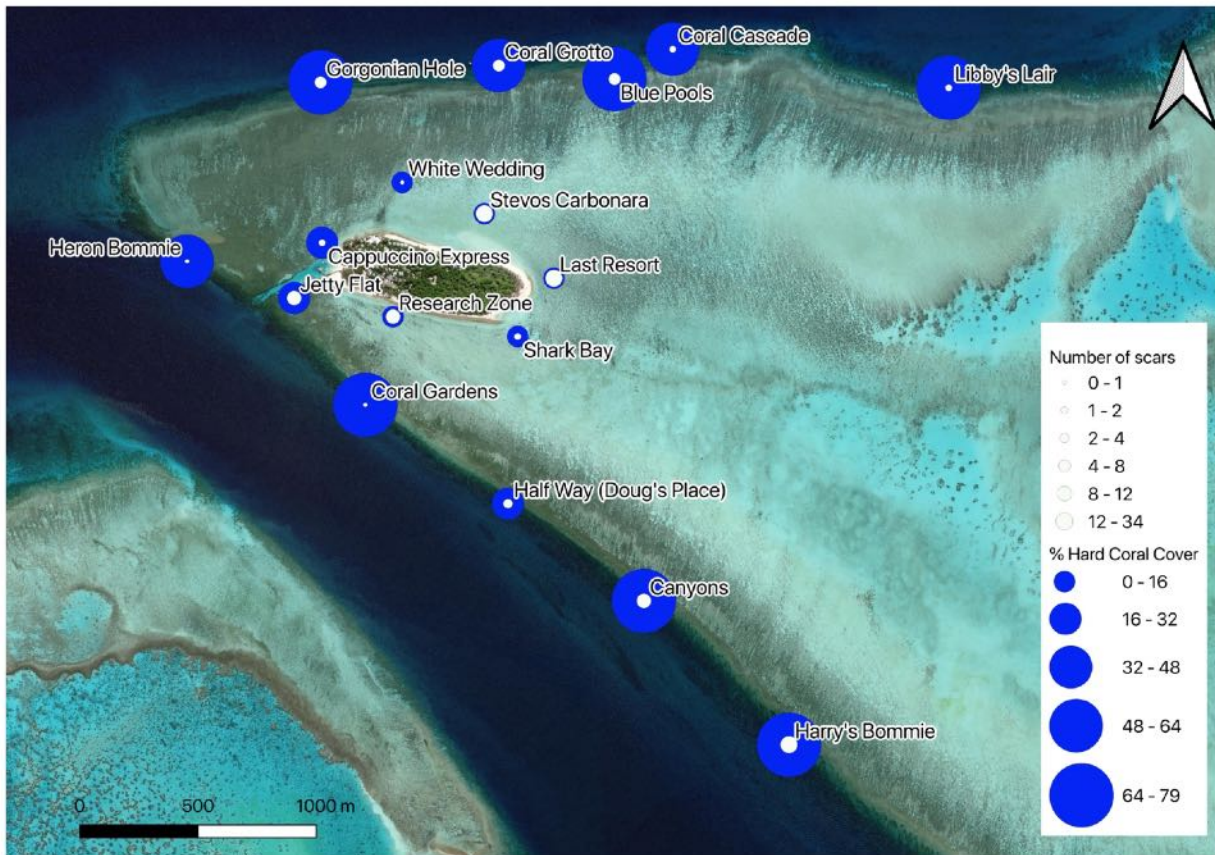 Coral Cascade
Coral Grotto
Gorgonian Hole
Libby's Lair
Blue Pools
White Wedding
Stevos Carbonara
Heron Bommie
Cappuccino Express
Last Resort
Jetty Flat
Research Zone
Shark Bay
Coral Gardens
Half Way (Doug's Place)
Canyons
Harry's Bommie
Number of scars
0 - 1
1 - 2
2 - 4
4 - 8
8 - 12
12 - 34
% Hard Coral Cover
0 - 16
16 - 32
32 - 48
48 - 64
64 - 79
0 500 1000 m